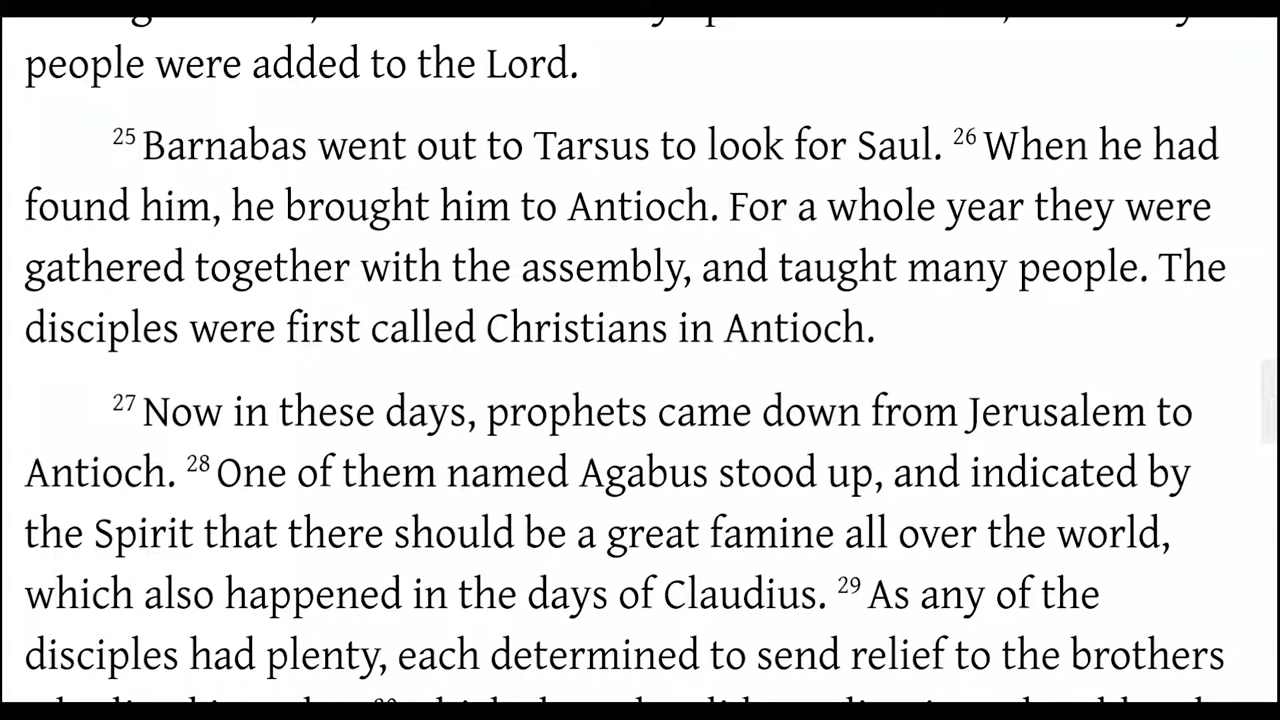 people were added to the Lord.
25 Barnabas went out to Tarsus to look for Saul. 26 When he had
found him, he brought him to Antioch. For a whole year they were
gathered together with the assembly, and taught many people. The
disciples were first called Christians in Antioch.
27 Now in these days, prophets came down from Jerusalem to
Antioch. 28 One of them named Agabus stood up, and indicated by
the Spirit that there should be a great famine all over the world,
which also happened in the days of Claudius. 29 As any of the
disciples had plenty, each determined to send relief to the brothers